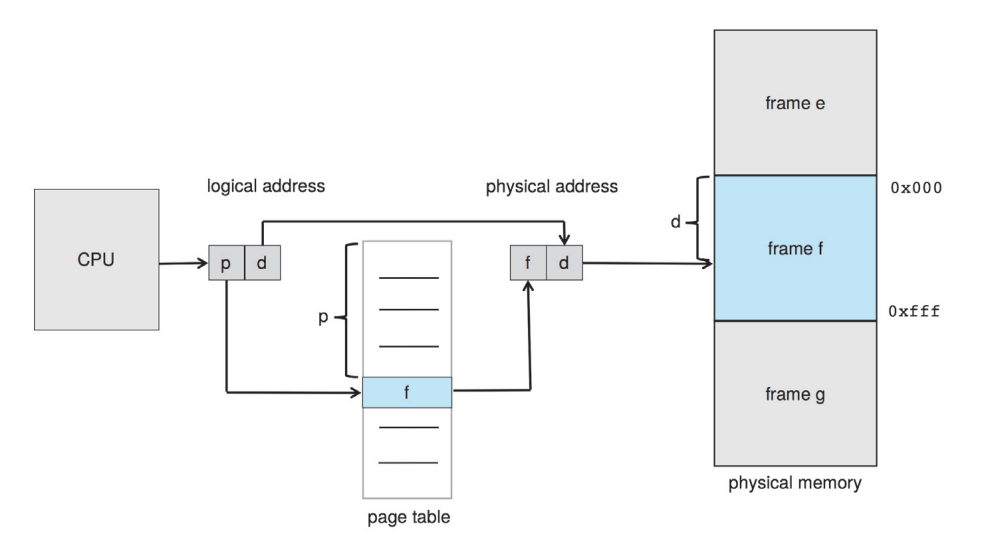 frame e
logical address
physical address
0x000
d
CPU
p d
f d
frame f
p
0xfff
f
frame g
physical memory
page table